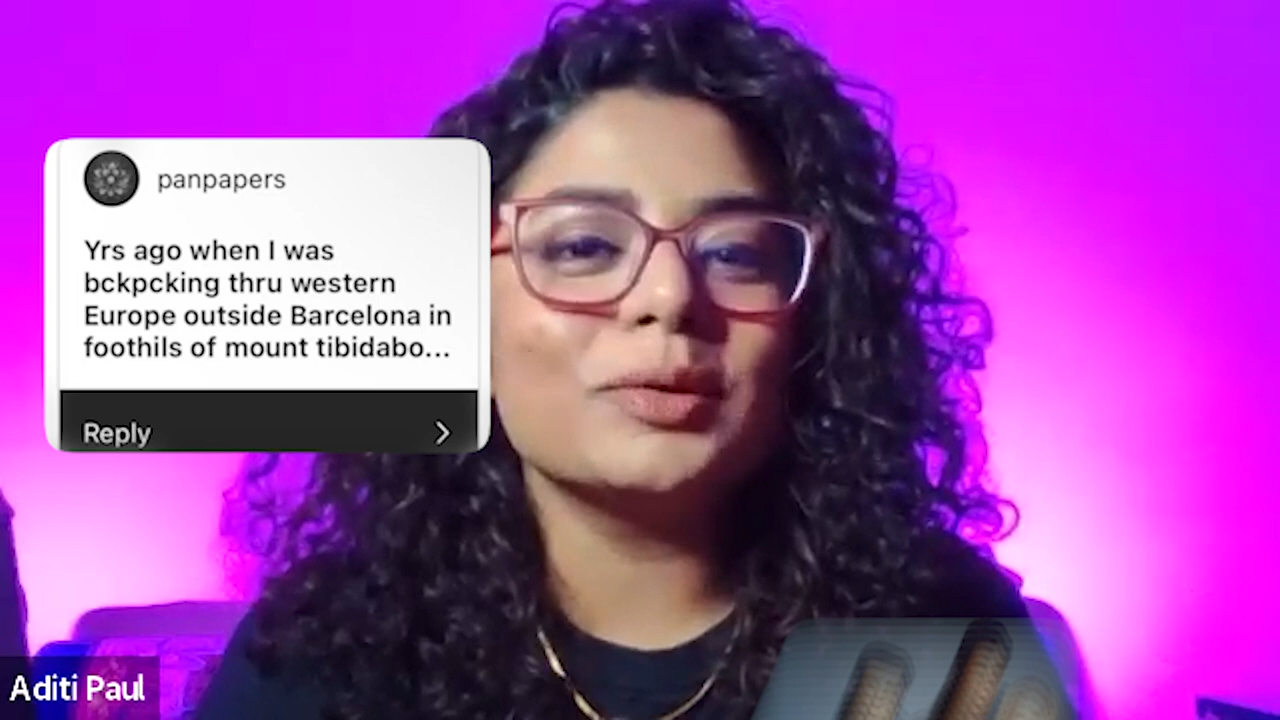 panpapers
Yrs ago when I was
bckpcking thru western
Europe outside Barcelona in
foothils of mount tibidabo...
Reply
Aditi Paul